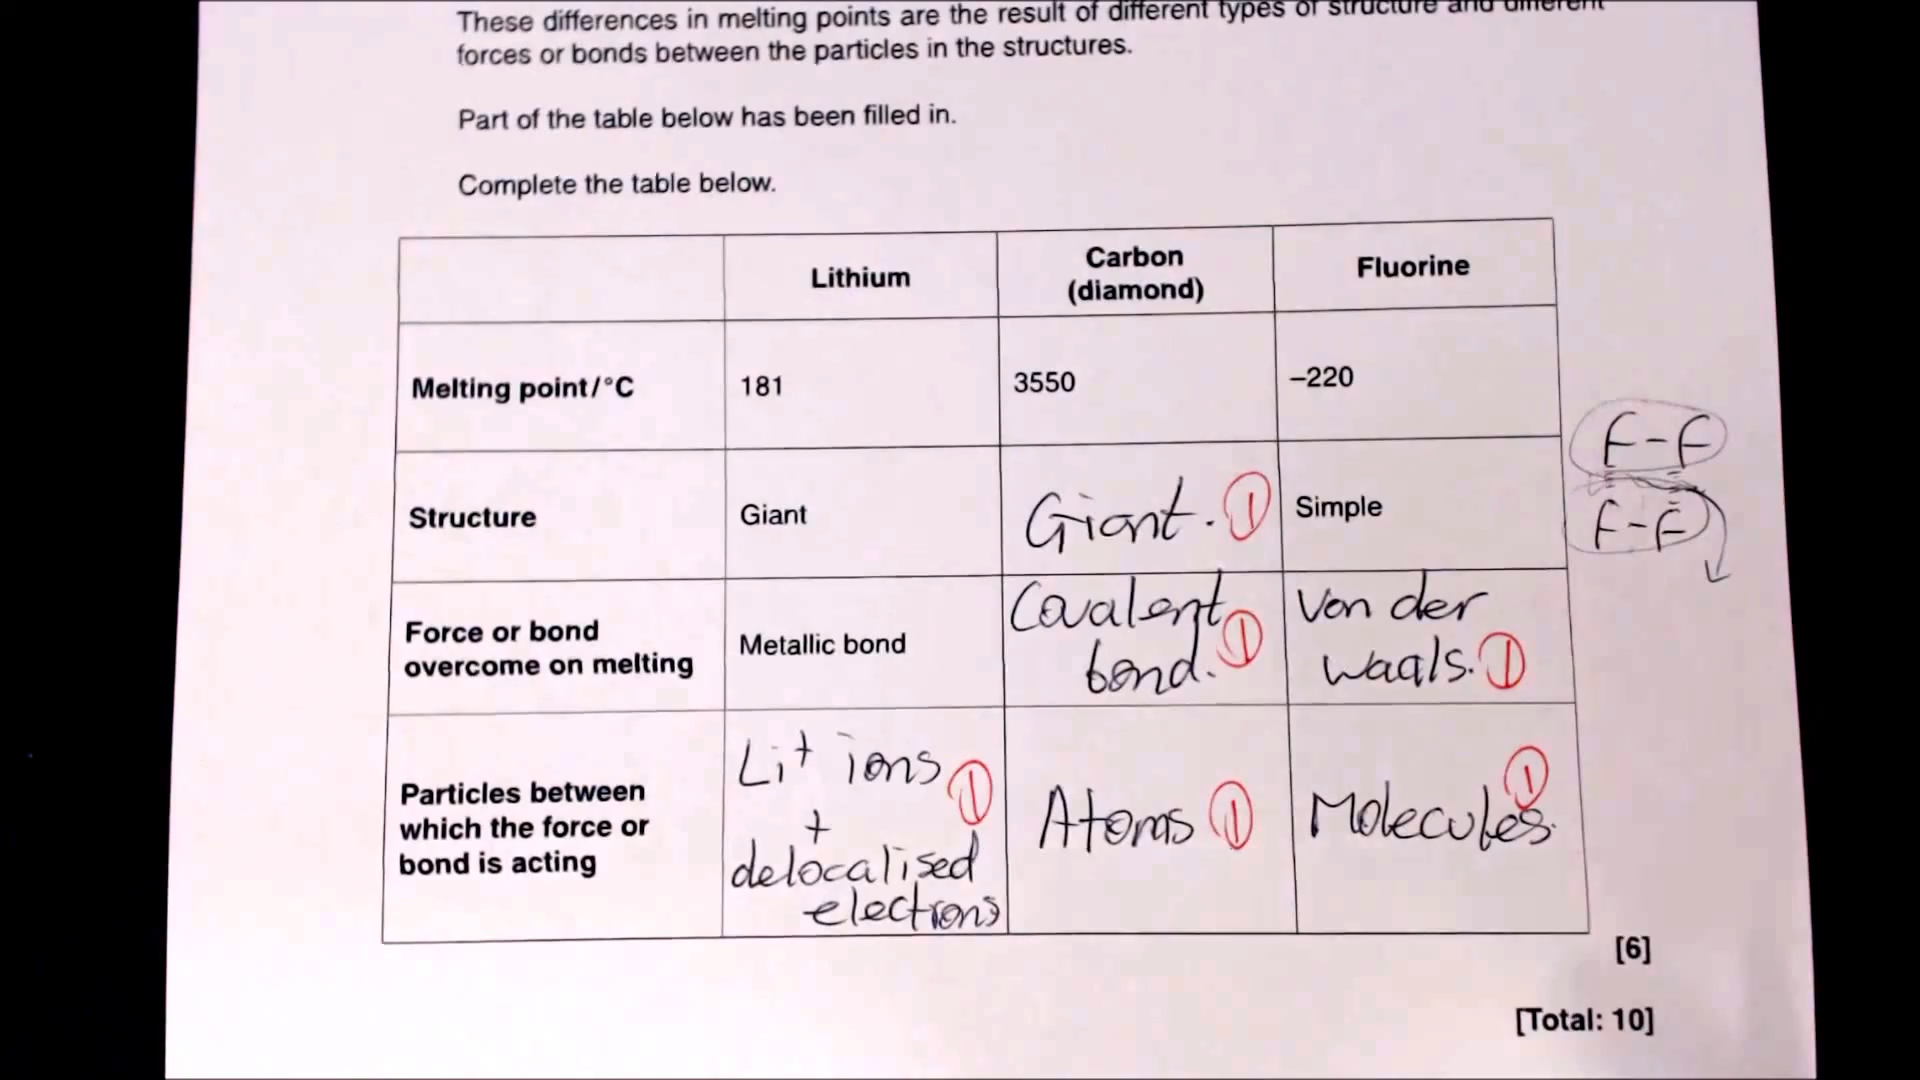 These differences in melting points are the result of different types of structure and different
forces or bonds between the particles in the structures.
Part of the table below has been filled in.
Complete the table below.
Lithium
Carbon
(diamond)
Fluorine
Melting point/°C
181
3550
–220
Structure
Giant
Giant. 1
Simple
F-F
F-F
Force or bond
overcome on melting
Metallic bond
Covalent
bond. 1
Van der
waals. 1
Particles between
which the force or
bond is acting
Li+ ions 1
+
delocalised
electrons
Atoms 1
Molecules. 1
[6]
[Total: 10]